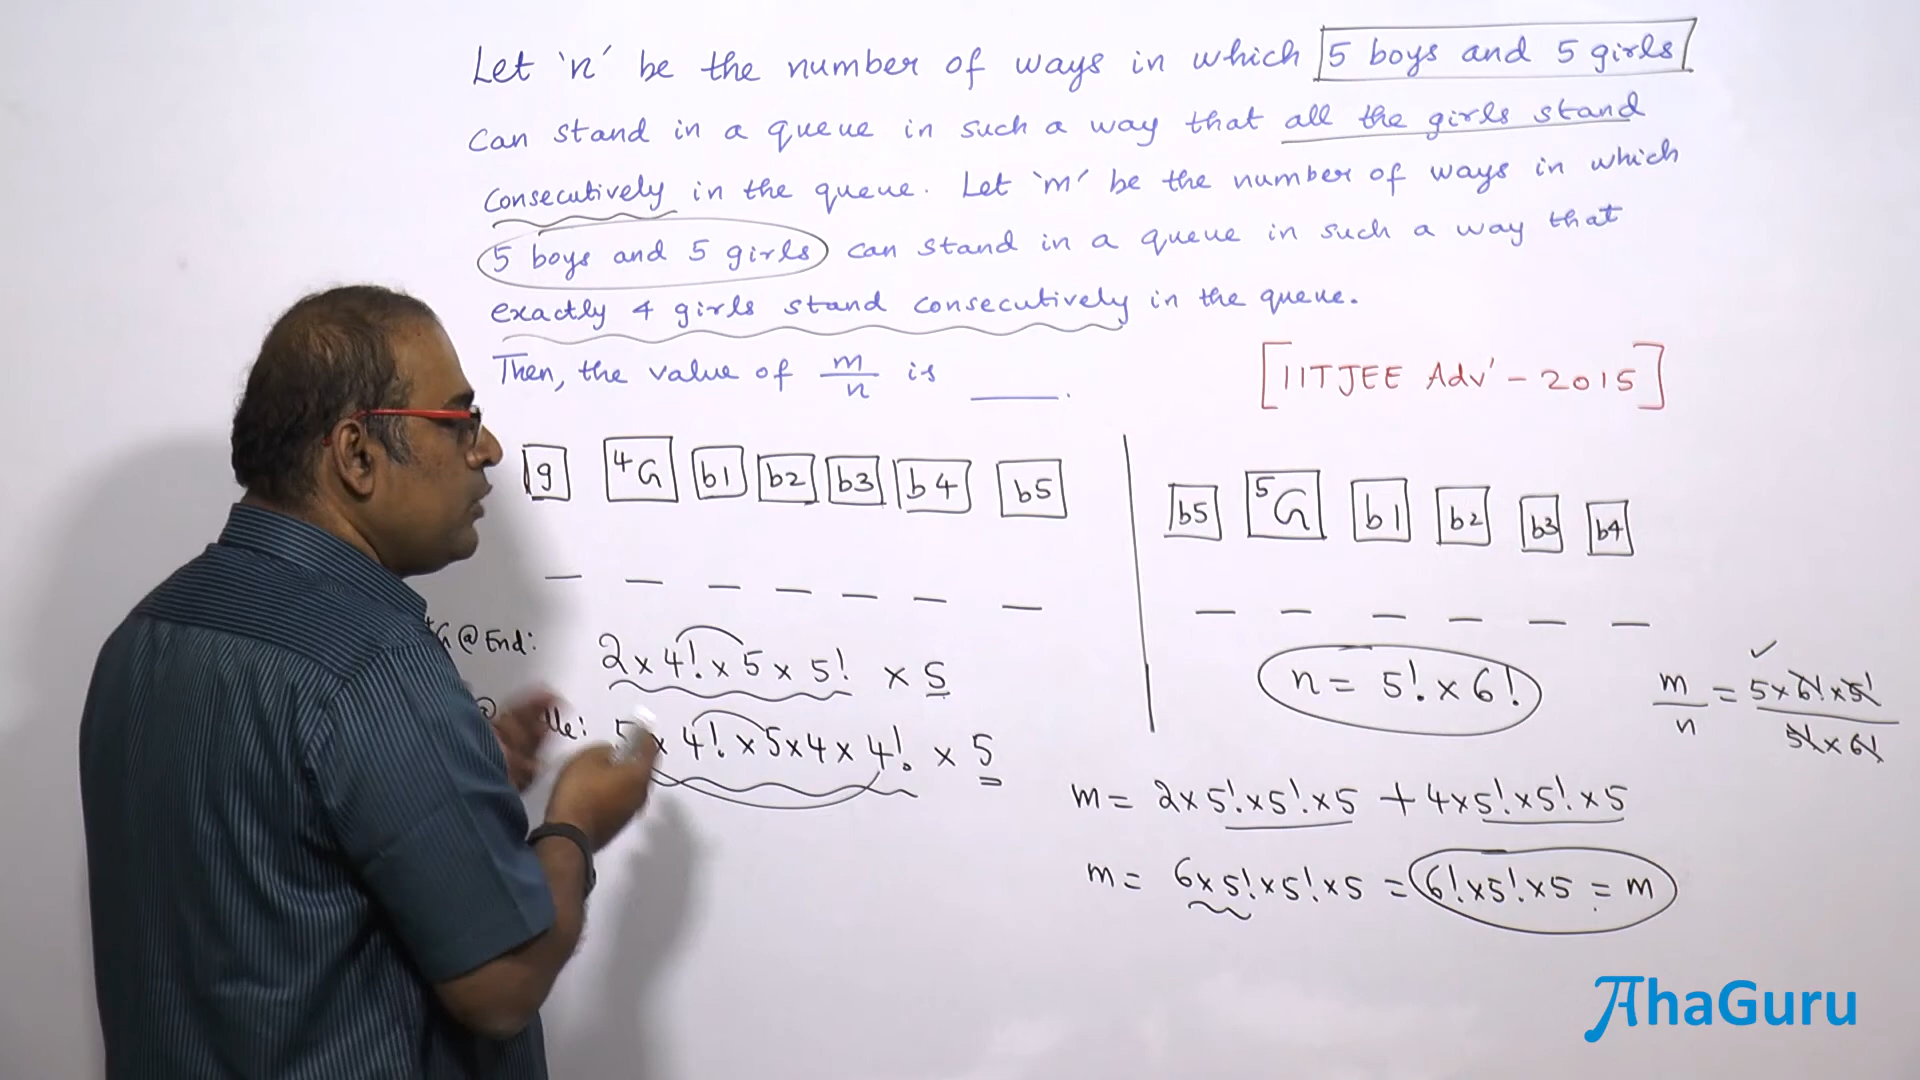 Let 'n' be the number of ways in which 5 boys and 5 girls
can stand in a queue in such a way that all the girls stand
consecutively in the queue. Let 'm' be the number of ways in which
5 boys and 5 girls can stand in a queue in such a way that
exactly 4 girls stand consecutively in the queue.
Then, the value of m/n is ____.
[IITJEE Adv' - 2015]
g 4G b1 b2 b3 b4 b5
b5 5G b1 b2 b3 b4
G @ End: 2 × 4! × 5 × 5! × 5
@ 5 × 4! × 5 × 4 × 4! × 5
n = 5! × 6!
m/n = 5 × 6! × 5! / 5! × 6!
m = 2 × 5! × 5! × 5 + 4 × 5! × 5! × 5
m = 6 × 5! × 5! × 5 = 6! × 5! × 5 = m
AhaGuru